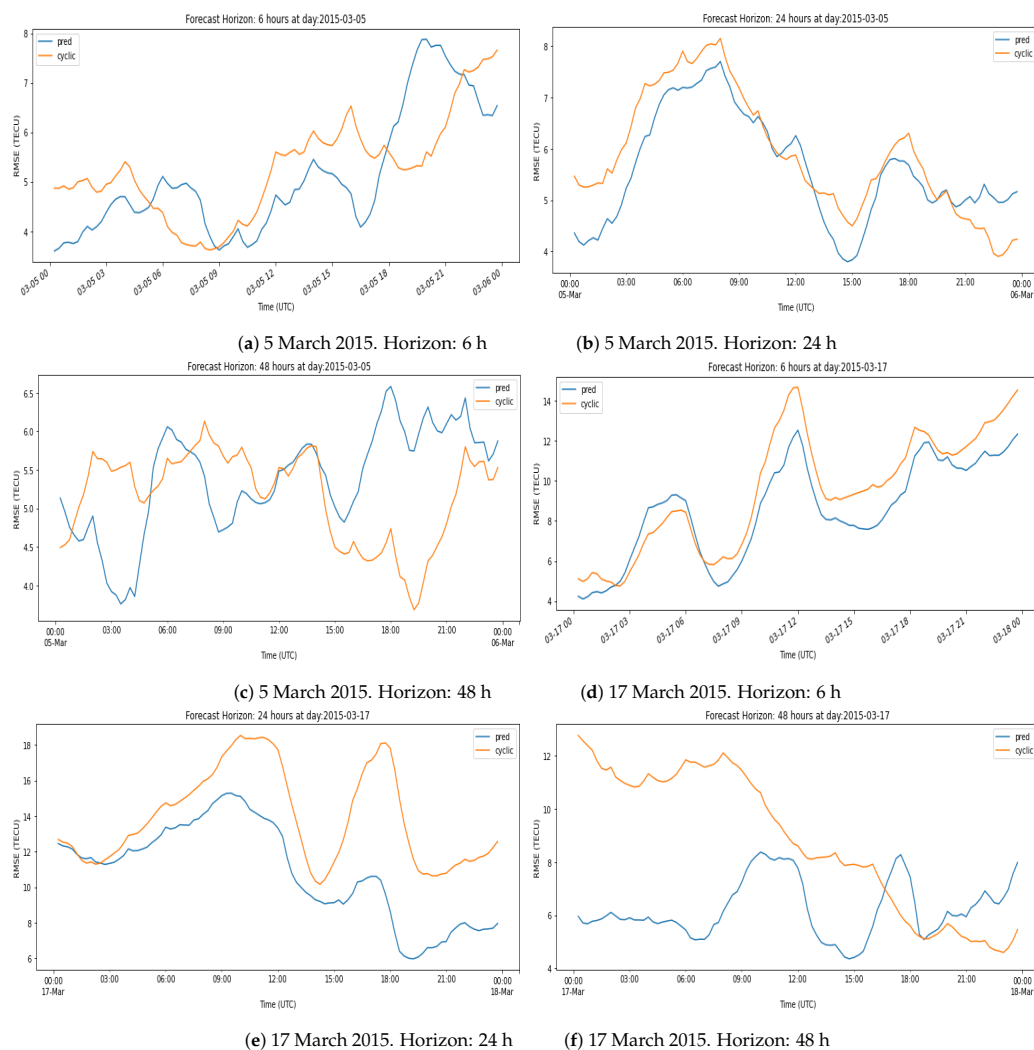 Forecast Horizon: 6 hours at day:2015-03-05
pred
cyclic
8
7
6
5
4
RMSE (TECU)
03-05 00
03-05 03
03-05 06
03-05 09
03-05 12
03-05 15
03-05 18
03-05 21
03-06 00
Time (UTC)
(a) 5 March 2015. Horizon: 6 h
Forecast Horizon: 24 hours at day:2015-03-05
pred
cyclic
8
7
6
5
4
RMSE (TECU)
00:00 03:00 06:00 09:00 12:00 15:00 18:00 21:00 00:00
05-Mar 06-Mar
Time (UTC)
(b) 5 March 2015. Horizon: 24 h
Forecast Horizon: 48 hours at day:2015-03-05
pred
cyclic
6.5
6.0
5.5
5.0
4.5
4.0
RMSE (TECU)
00:00 03:00 06:00 09:00 12:00 15:00 18:00 21:00 00:00
05-Mar 06-Mar
Time (UTC)
(c) 5 March 2015. Horizon: 48 h
Forecast Horizon: 6 hours at day:2015-03-17
pred
cyclic
14
12
10
8
6
4
RMSE (TECU)
03-17 00
03-17 03
03-17 06
03-17 09
03-17 12
03-17 15
03-17 18
03-17 21
03-18 00
Time (UTC)
(d) 17 March 2015. Horizon: 6 h
Forecast Horizon: 24 hours at day:2015-03-17
pred
cyclic
18
16
14
12
10
8
6
RMSE (TECU)
00:00 03:00 06:00 09:00 12:00 15:00 18:00 21:00 00:00
17-Mar 18-Mar
Time (UTC)
(e) 17 March 2015. Horizon: 24 h
Forecast Horizon: 48 hours at day:2015-03-17
pred
cyclic
12
10
8
6
4
RMSE (TECU)
00:00 03:00 06:00 09:00 12:00 15:00 18:00 21:00 00:00
17-Mar 18-Mar
Time (UTC)
(f) 17 March 2015. Horizon: 48 h